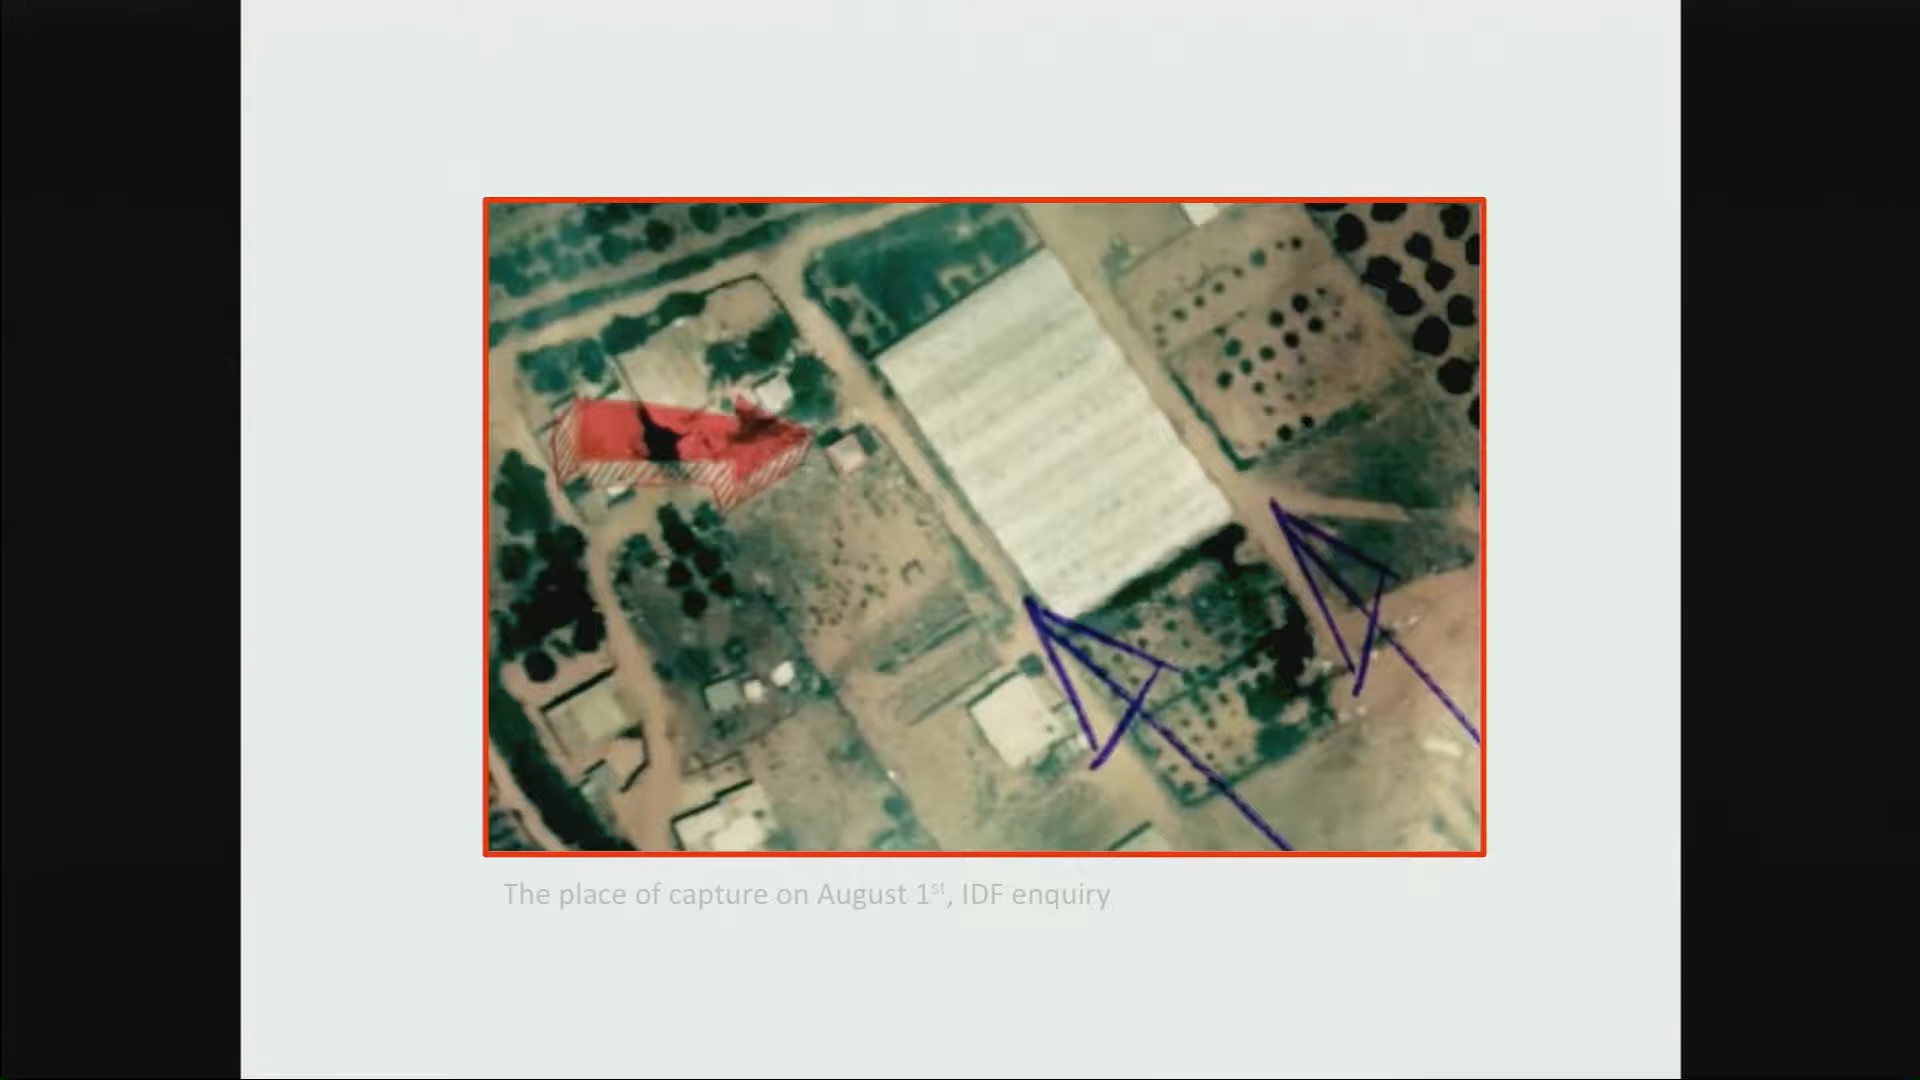 The place of capture on August 1st, IDF enquiry